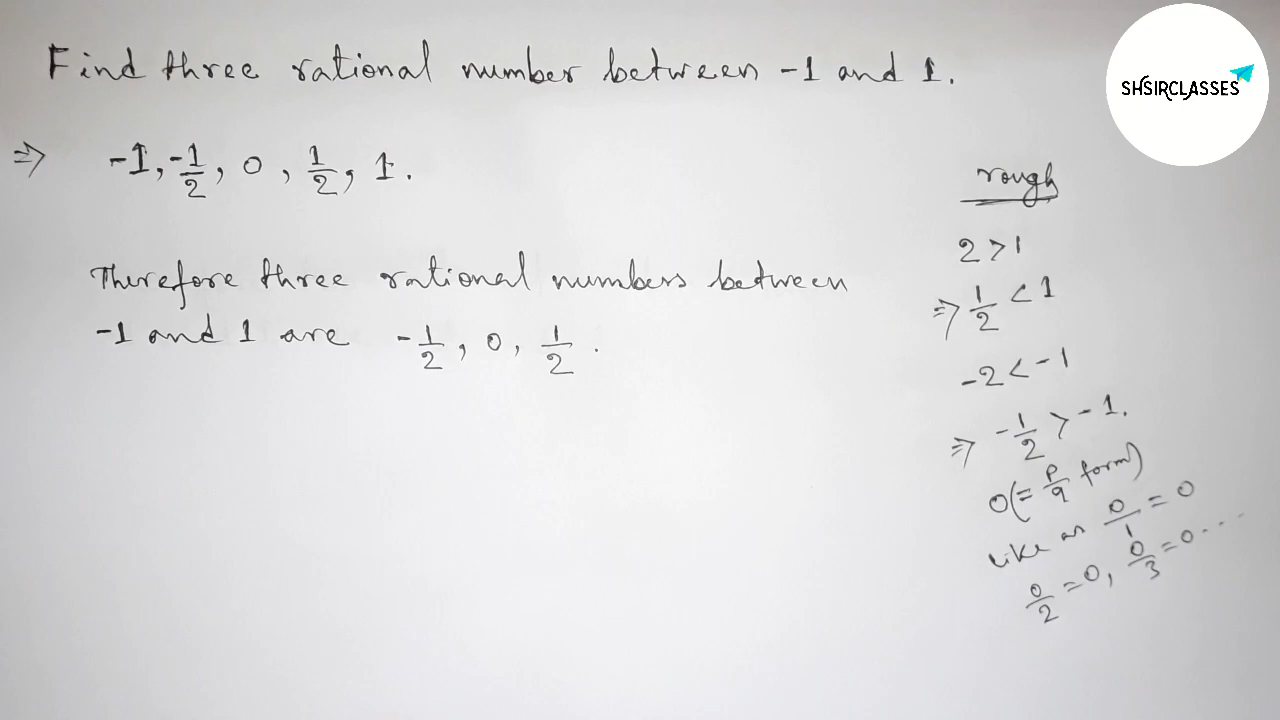 Find three rational number between -1 and 1.
SHSIRCLASSES
⇒ -1, -1/2, 0, 1/2, 1.
rough
2 > 1
⇒ 1/2 < 1
-2 < -1
⇒ -1/2 > -1.
0(= p/q form)
like as 0/1 = 0
0/2 = 0, 0/3 = 0 ...
Therefore three rational numbers between
-1 and 1 are -1/2, 0, 1/2.